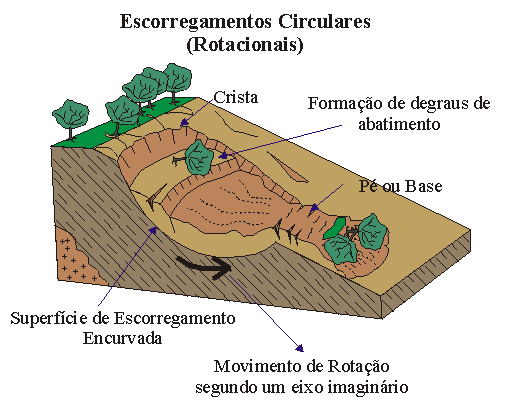 Escorregamentos Circulares
(Rotacionais)
Crista
Formação de degraus de
abatimento
Pé ou Base
Superfície de Escorregamento
Encurvada
Movimento de Rotação
segundo um eixo imaginário